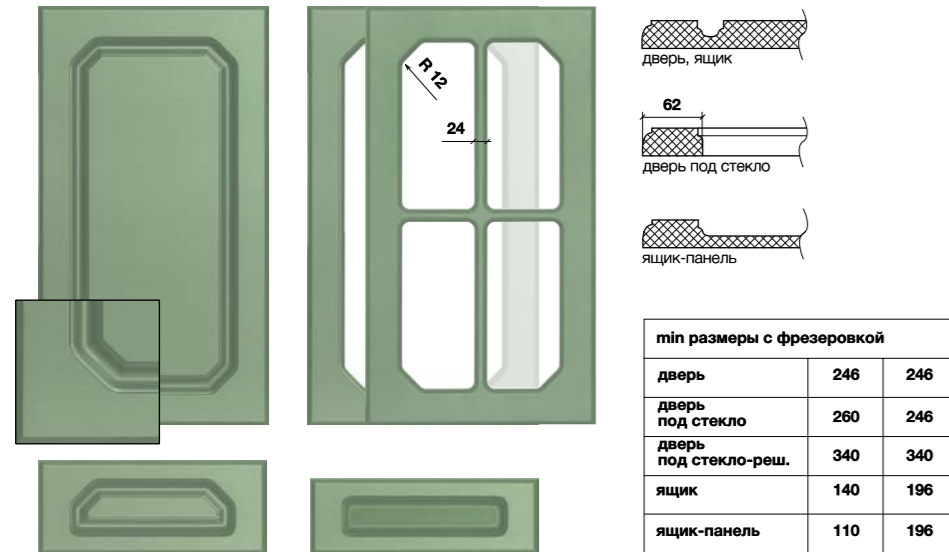 R 12
24
дверь, ящик
62
дверь под стекло
ящик-панель
min размеры с фрезеровкой
дверь 246 246
дверь
под стекло 260 246
дверь
под стекло-реш. 340 340
ящик 140 196
ящик-панель 110 196